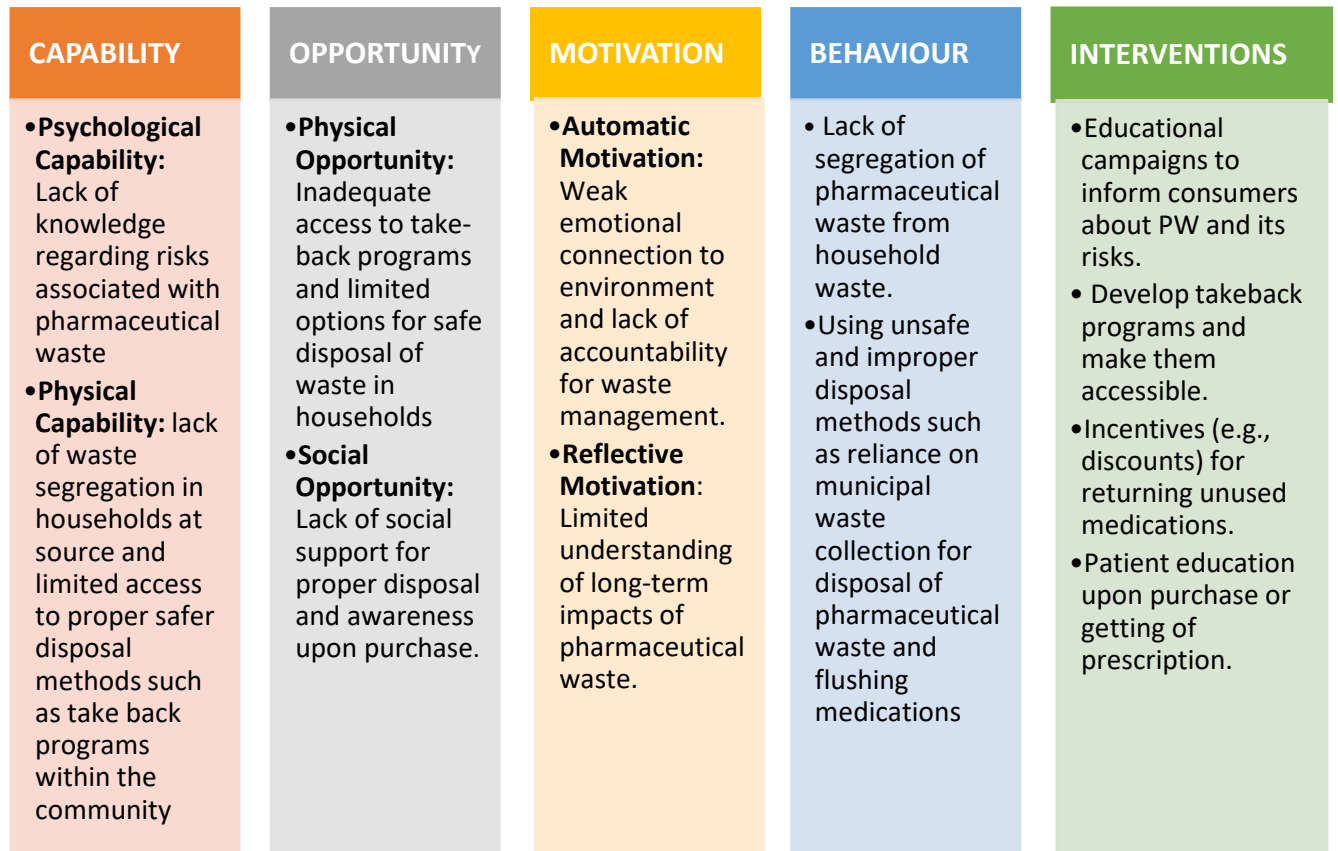 CAPABILITY
•Psychological
Capability:
Lack of
knowledge
regarding risks
associated with
pharmaceutical
waste
•Physical
Capability: lack
of waste
segregation in
households at
source and
limited access
to proper safer
disposal
methods such
as take back
programs
within the
community
OPPORTUNITY
•Physical
Opportunity:
Inadequate
access to take-
back programs
and limited
options for safe
disposal of
waste in
households
•Social
Opportunity:
Lack of social
support for
proper disposal
and awareness
upon purchase.
MOTIVATION
•Automatic
Motivation:
Weak
emotional
connection to
environment
and lack of
accountability
for waste
management.
•Reflective
Motivation:
Limited
understanding
of long-term
impacts of
pharmaceutical
waste.
BEHAVIOUR
• Lack of
segregation of
pharmaceutical
waste from
household
waste.
•Using unsafe
and improper
disposal
methods such
as reliance on
municipal
waste
collection for
disposal of
pharmaceutical
waste and
flushing
medications
INTERVENTIONS
•Educational
campaigns to
inform consumers
about PW and its
risks.
• Develop takeback
programs and
make them
accessible.
•Incentives (e.g.,
discounts) for
returning unused
medications.
•Patient education
upon purchase or
getting of
prescription.